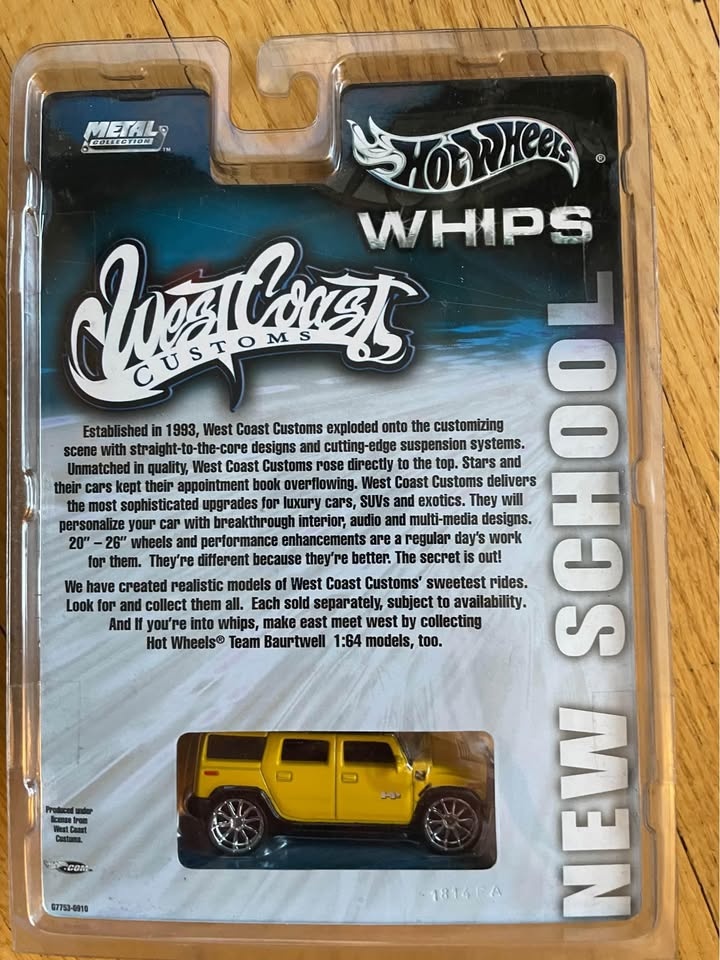 METAL
COLLECTION™
HOT WHEELS®
WHIPS
West Coast
CUSTOMS
NEW SCHOOL
Established in 1993, West Coast Customs exploded onto the customizing
scene with straight-to-the-core designs and cutting-edge suspension systems.
Unmatched in quality, West Coast Customs rose directly to the top. Stars and
their cars kept their appointment book overflowing. West Coast Customs delivers
the most sophisticated upgrades for luxury cars, SUVs and exotics. They will
personalize your car with breakthrough interior, audio and multi-media designs.
20" – 26" wheels and performance enhancements are a regular day's work
for them. They're different because they're better. The secret is out!
We have created realistic models of West Coast Customs' sweetest rides.
Look for and collect them all. Each sold separately, subject to availability.
And If you're into whips, make east meet west by collecting
Hot Wheels® Team Baurtwell 1:64 models, too.
Produced under
license from
West Coast
Customs.
.COM
G7753-0910